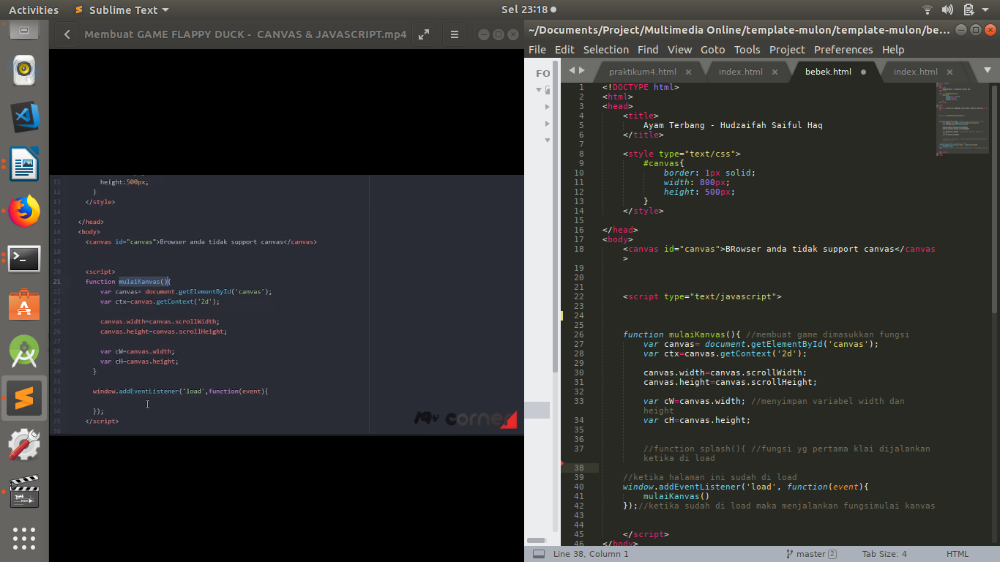 Activities
Sublime Text
Sel 23:18
Membuat GAME FLAPPY DUCK - CANVAS & JAVASCRIPT.mp4
11 height:500px;
12 }
13 </style>
14
15 </head>
16 <body>
17 <canvas id="canvas">Browser anda tidak support canvas</canvas>
18
19
20 <script>
21 function mulaiKanvas(){
22 var canvas= document.getElementById('canvas');
23 var ctx=canvas.getContext('2d');
24
25 canvas.width=canvas.scrollWidth;
26 canvas.height=canvas.scrollHeight;
27
28 var cW=canvas.width;
29 var cH=canvas.height;
30 }
31
32 window.addEventListener('load',function(event){
33
34 });
35 </script>
36
corner
~/Documents/Project/Multimedia Online/template-mulon/template-mulon/be...
File Edit Selection Find View Goto Tools Project Preferences Help
FO
praktikum4.html
index.html
bebek.html
index.html
1 <!DOCTYPE html>
2 <html>
3 <head>
4 <title>
5 Ayam Terbang - Hudzaifah Saiful Haq
6 </title>
7
8 <style type="text/css">
9 #canvas{
10 border: 1px solid;
11 width: 800px;
12 height: 500px;
13 }
14 </style>
15
16 </head>
17 <body>
18 <canvas id="canvas">BRowser anda tidak support canvas</canvas
>
19
20
21
22 <script type="text/javascript">
23
24
25
26 function mulaiKanvas(){ //membuat game dimasukkan fungsi
27 var canvas= document.getElementById('canvas');
28 var ctx=canvas.getContext('2d');
29
30 canvas.width=canvas.scrollWidth;
31 canvas.height=canvas.scrollHeight;
32
33 var cW=canvas.width; //menyimpan variabel width dan
height
34 var cH=canvas.height;
35
36
37 //function splash(){ //fungsi yg pertama klai dijalankan
ketika di load
38
39 //ketika halaman ini sudah di load
40 window.addEventListener('load', function(event){
41 mulaiKanvas()
42 });//ketika sudah di load maka menjalankan fungsimulai kanvas
43
44
45 </script>
46 </body>
Line 38, Column 1
master 2
Tab Size: 4
HTML